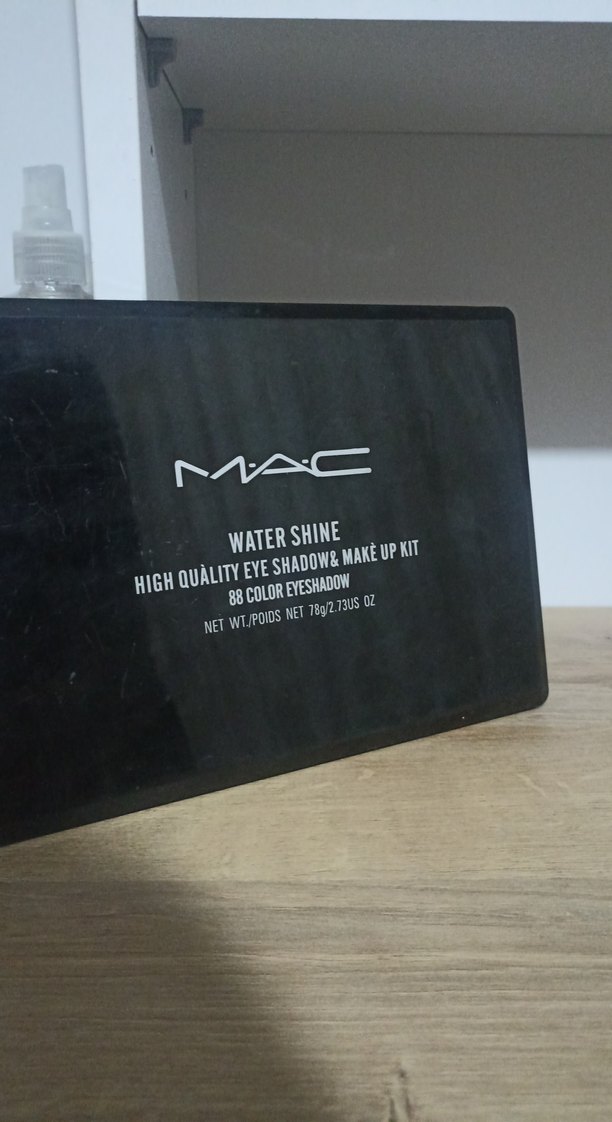 M·A·C
WATER SHINE
HIGH QUÀLITY EYE SHADOW& MAKÈ UP KIT
88 COLOR EYESHADOW
NET WT./POIDS NET 78g/2.73US OZ